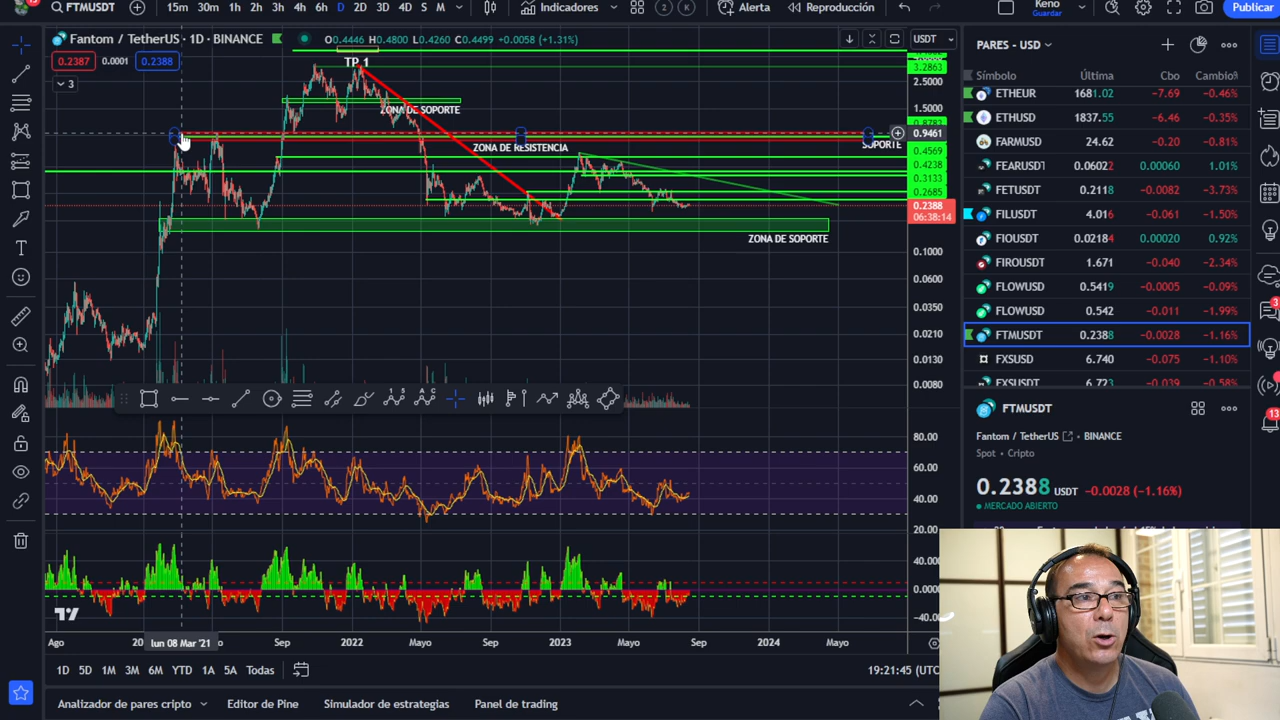 FTMUSDT 15m 30m 1h 2h 3h 4h 6h D 2D 3D 4D S M Indicadores 2 K Alerta Reproducción Keno Guardar Publicar
Fantom / TetherUS · 1D · BINANCE O0.4446 H0.4800 L0.4260 C0.4499 +0.0058 (+1.31%) USDT
0.2387 0.0001 0.2388
3
TP 1
ZONA DE SOPORTE
ZONA DE RESISTENCIA
SOPORTE
ZONA DE SOPORTE
3.2863
2.5000
1.5000
0.8782
0.9461
0.4569
0.4238
0.3133
0.2685
0.2388
06:38:14
0.1000
0.0600
0.0350
0.0210
0.0130
0.0080
80.00
60.00
40.00
20.00
40.0000
0.0000
-40.00
Ago lun 08 Mar '21 Sep 2022 Mayo Sep 2023 Mayo Sep 2024 Mayo
1D 5D 1M 3M 6M YTD 1A 5A Todas 19:21:45 (UTC
Analizador de pares cripto Editor de Pine Simulador de estrategias Panel de trading
PARES - USD
Símbolo Última Cbo Cambio%
ETHEUR 1681.02 -7.69 -0.46%
ETHUSD 1837.55 -6.46 -0.35%
FARMUSD 24.62 -0.20 -0.81%
FEARUSD 0.0602 0.00060 1.01%
FETUSDT 0.2118 -0.0082 -3.73%
FILUSDT 4.016 -0.061 -1.50%
FIOUSDT 0.02184 0.00020 0.92%
FIROUSDT 1.671 -0.040 -2.34%
FLOWUSD 0.5419 -0.0005 -0.09%
FLOWUSD 0.542 -0.011 -1.99%
FTMUSDT 0.2388 -0.0028 -1.16%
FXSUSD 6.740 -0.075 -1.10%
FXSUSDT 6.723 -0.039 -0.58%
FTMUSDT
Fantom / TetherUS BINANCE
Spot • Cripto
0.2388 USDT -0.0028 (-1.16%)
MERCADO ABIERTO
3
13